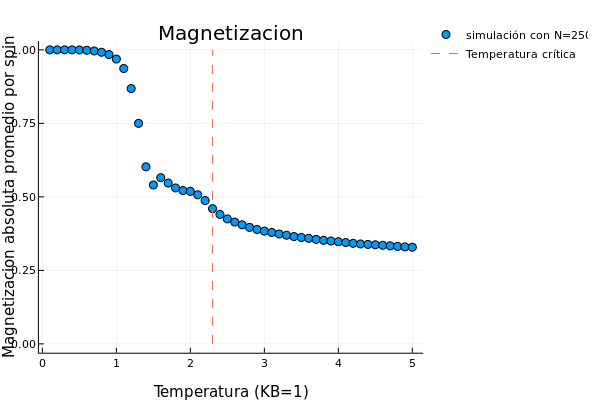 Magnetizacion
simulación con N=250
Temperatura crítica
Magnetizacion absoluta promedio por spin
1.00
0.75
0.50
0.25
0.00
0
1
2
3
4
5
Temperatura (KB=1)